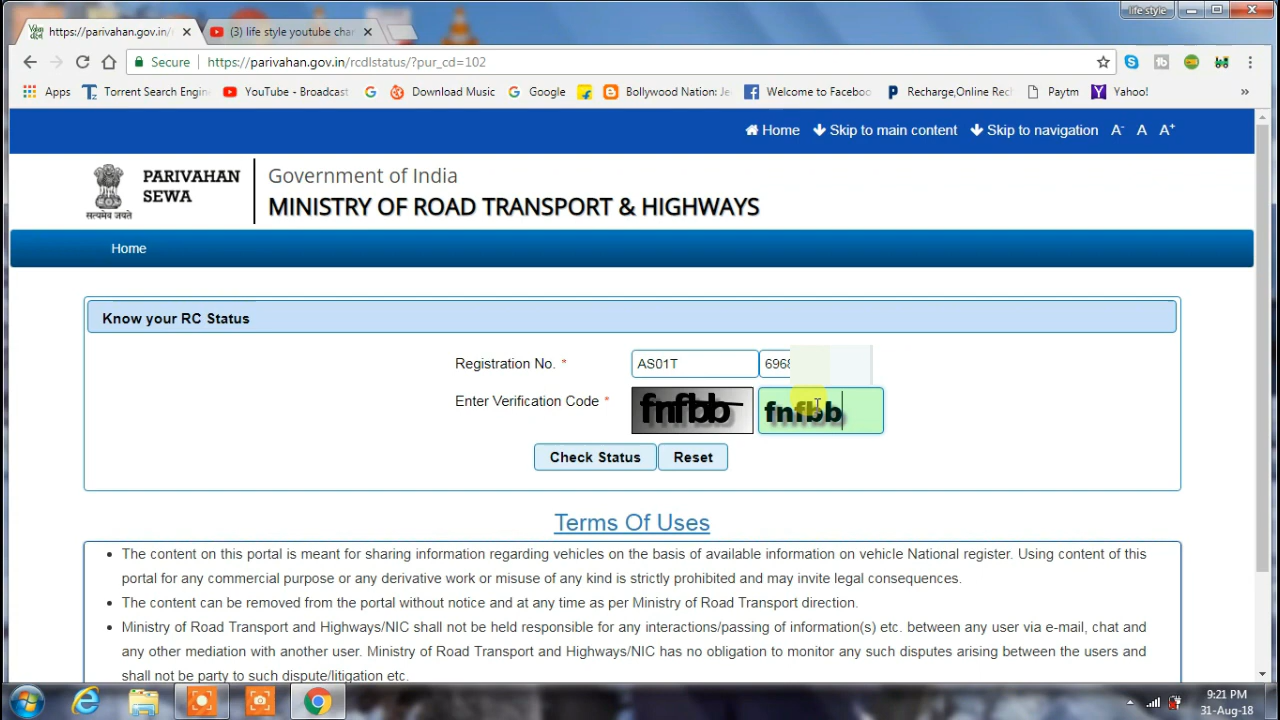 life style
https://parivahan.gov.in/
(3) life style youtube char
Secure https://parivahan.gov.in/rcdlstatus/?pur_cd=102
Apps Torrent Search Engin YouTube - Broadcast Download Music Google Bollywood Nation: Je Welcome to Faceboo Recharge,Online Rec Paytm Yahoo! »
Home Skip to main content Skip to navigation A- A A+
PARIVAHAN SEWA
सत्यमेव जयते
Government of India
MINISTRY OF ROAD TRANSPORT & HIGHWAYS
Home
Know your RC Status
Registration No. * AS01T 6968
Enter Verification Code * fnfbb fnfbb
Check Status Reset
Terms Of Uses
The content on this portal is meant for sharing information regarding vehicles on the basis of available information on vehicle National register. Using content of this
portal for any commercial purpose or any derivative work or misuse of any kind is strictly prohibited and may invite legal consequences.
The content can be removed from the portal without notice and at any time as per Ministry of Road Transport direction.
Ministry of Road Transport and Highways/NIC shall not be held responsible for any interactions/passing of information(s) etc. between any user via e-mail, chat and
any other mediation with another user. Ministry of Road Transport and Highways/NIC has no obligation to monitor any such disputes arising between the users and
shall not be party to such dispute/litigation etc.
9:21 PM
31-Aug-18